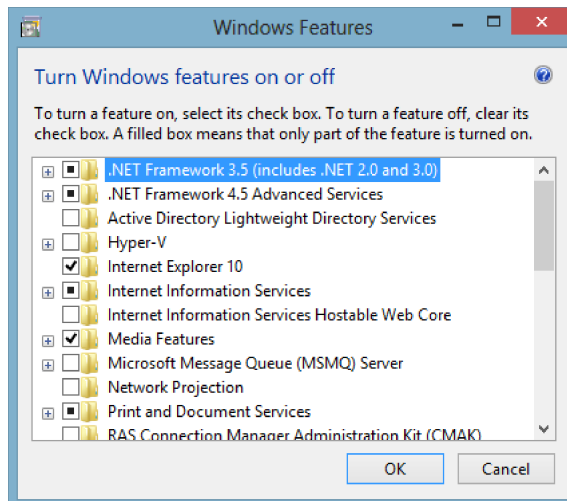 Windows Features
Turn Windows features on or off
To turn a feature on, select its check box. To turn a feature off, clear its
check box. A filled box means that only part of the feature is turned on.
.NET Framework 3.5 (includes .NET 2.0 and 3.0)
.NET Framework 4.5 Advanced Services
Active Directory Lightweight Directory Services
Hyper-V
Internet Explorer 10
Internet Information Services
Internet Information Services Hostable Web Core
Media Features
Microsoft Message Queue (MSMQ) Server
Network Projection
Print and Document Services
RAS Connection Manager Administration Kit (CMAK)
OK Cancel